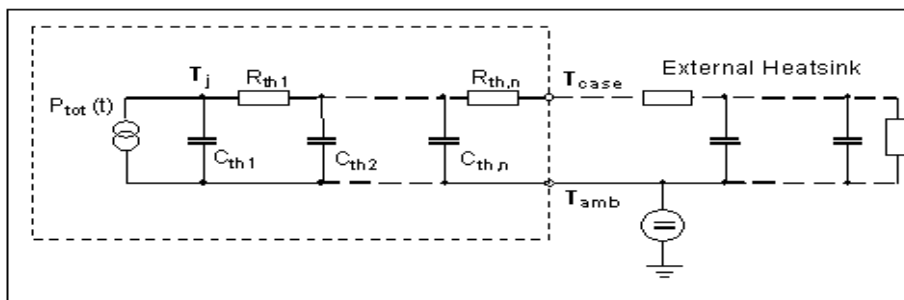 T_j
R_th1
R_th,n
T_case
External Heatsink
P_tot (t)
C_th1
C_th2
C_th,n
T_amb